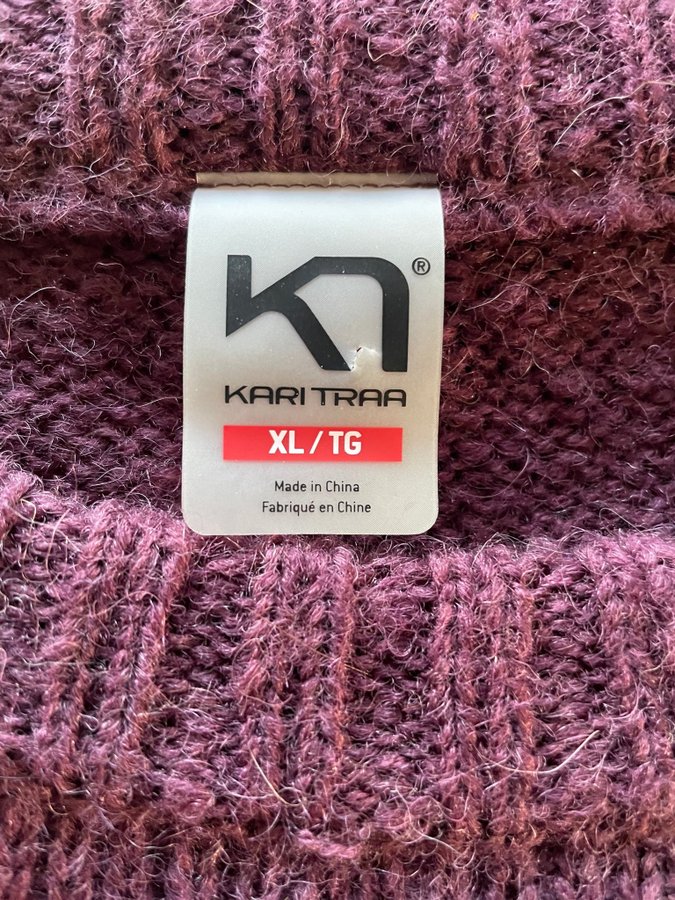 ®
KARI TRAA
XL / TG
Made in China
Fabriqué en Chine